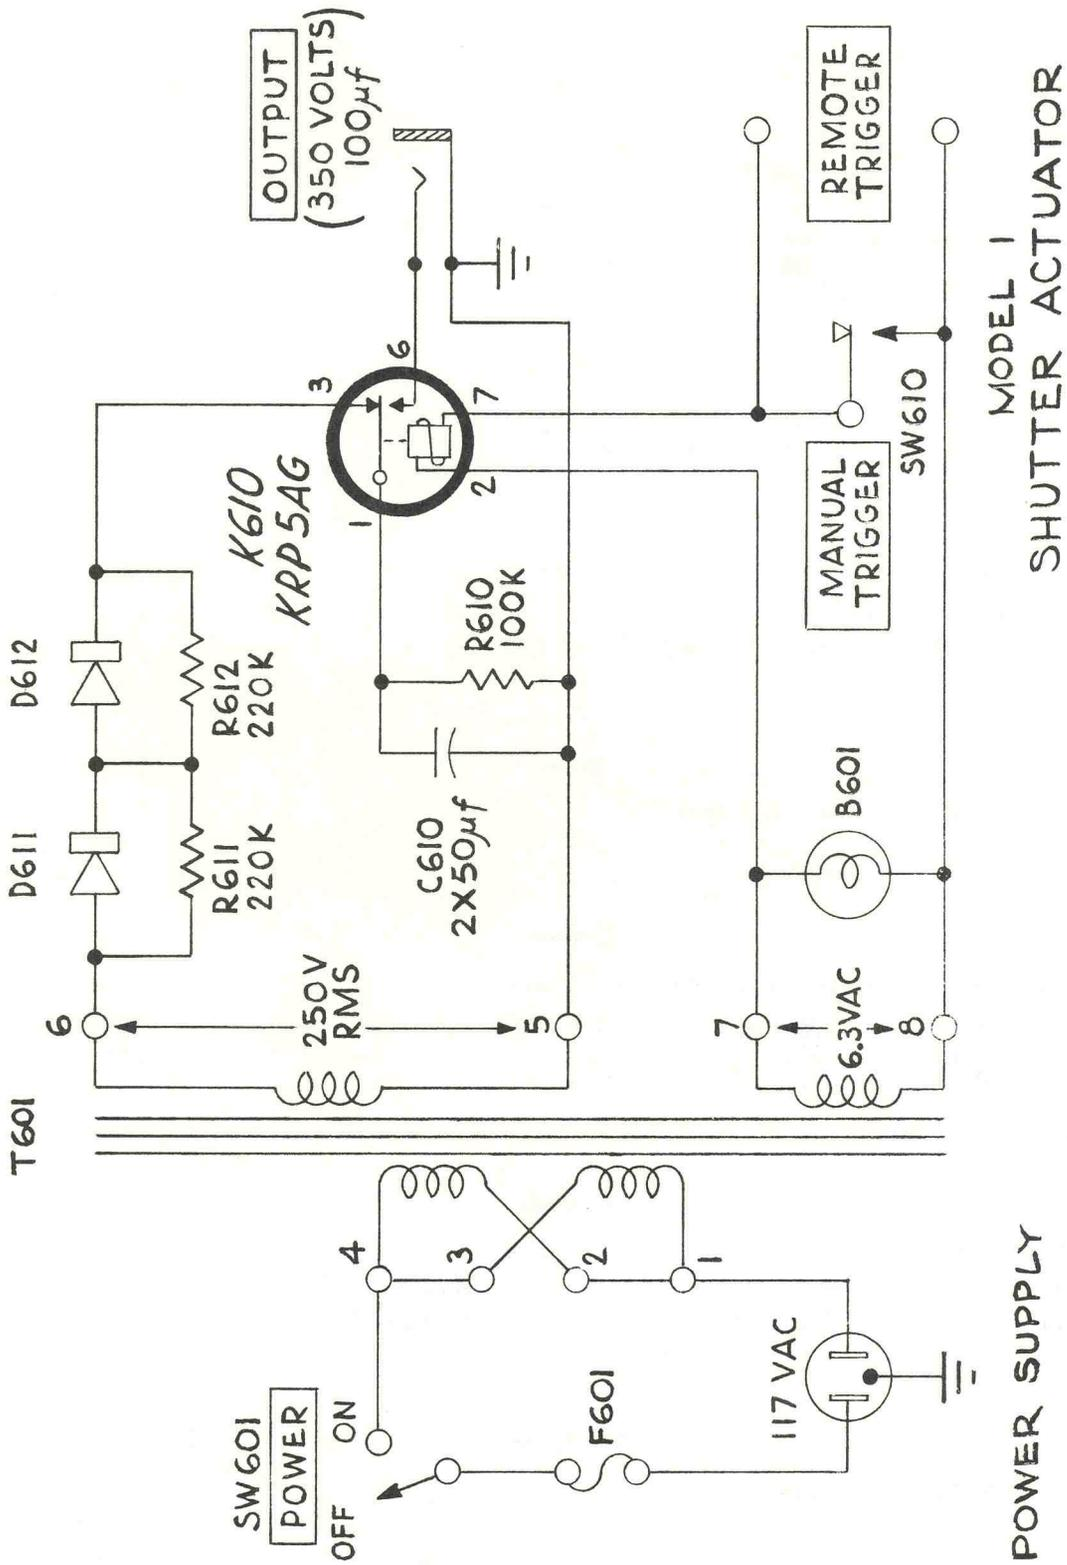 SW601
POWER
OFF
ON
F601
117 VAC
4
3
2
1
T601
6
250V
RMS
5
7
6.3VAC
8
D611
D612
R611
220K
R612
220K
C610
2X50µf
R610
100K
K610
KRP5AG
1
3
6
2
7
B601
OUTPUT
(350 VOLTS)
100µf
MANUAL
TRIGGER
SW610
REMOTE
TRIGGER
POWER SUPPLY
MODEL 1
SHUTTER ACTUATOR